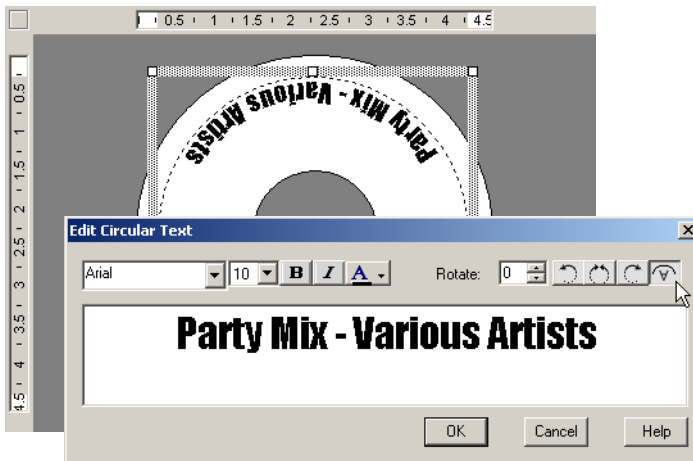 0.5 1 1.5 2 2.5 3 3.5 4 4.5
0.5
1
1.5
2
2.5
3
3.5
4
4.5
Party Mix - Various Artists
Edit Circular Text
Arial 10 B I A Rotate: 0 A
Party Mix - Various Artists
OK Cancel Help